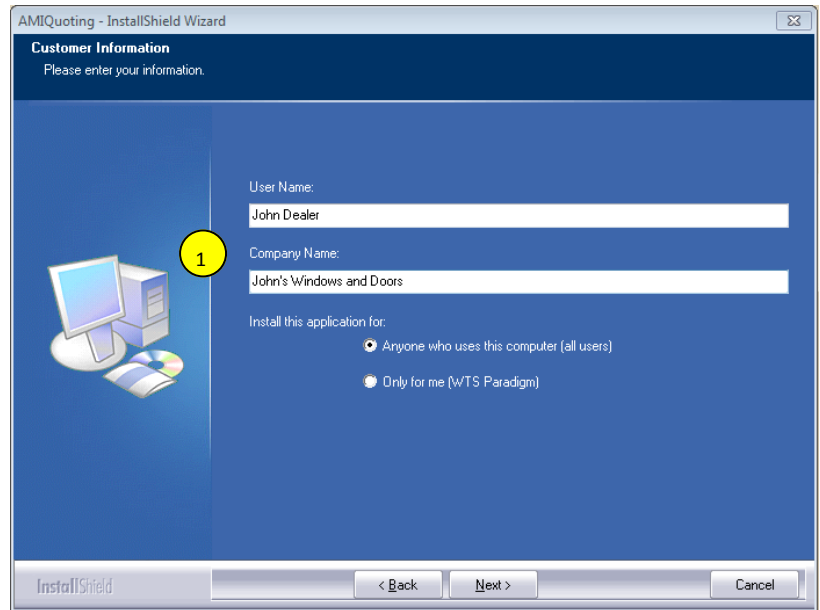 AMIQuoting - InstallShield Wizard
Customer Information
Please enter your information.
User Name:
John Dealer
1
Company Name:
John's Windows and Doors
Install this application for:
Anyone who uses this computer (all users)
Only for me (WTS Paradigm)
InstallShield
< Back Next > Cancel